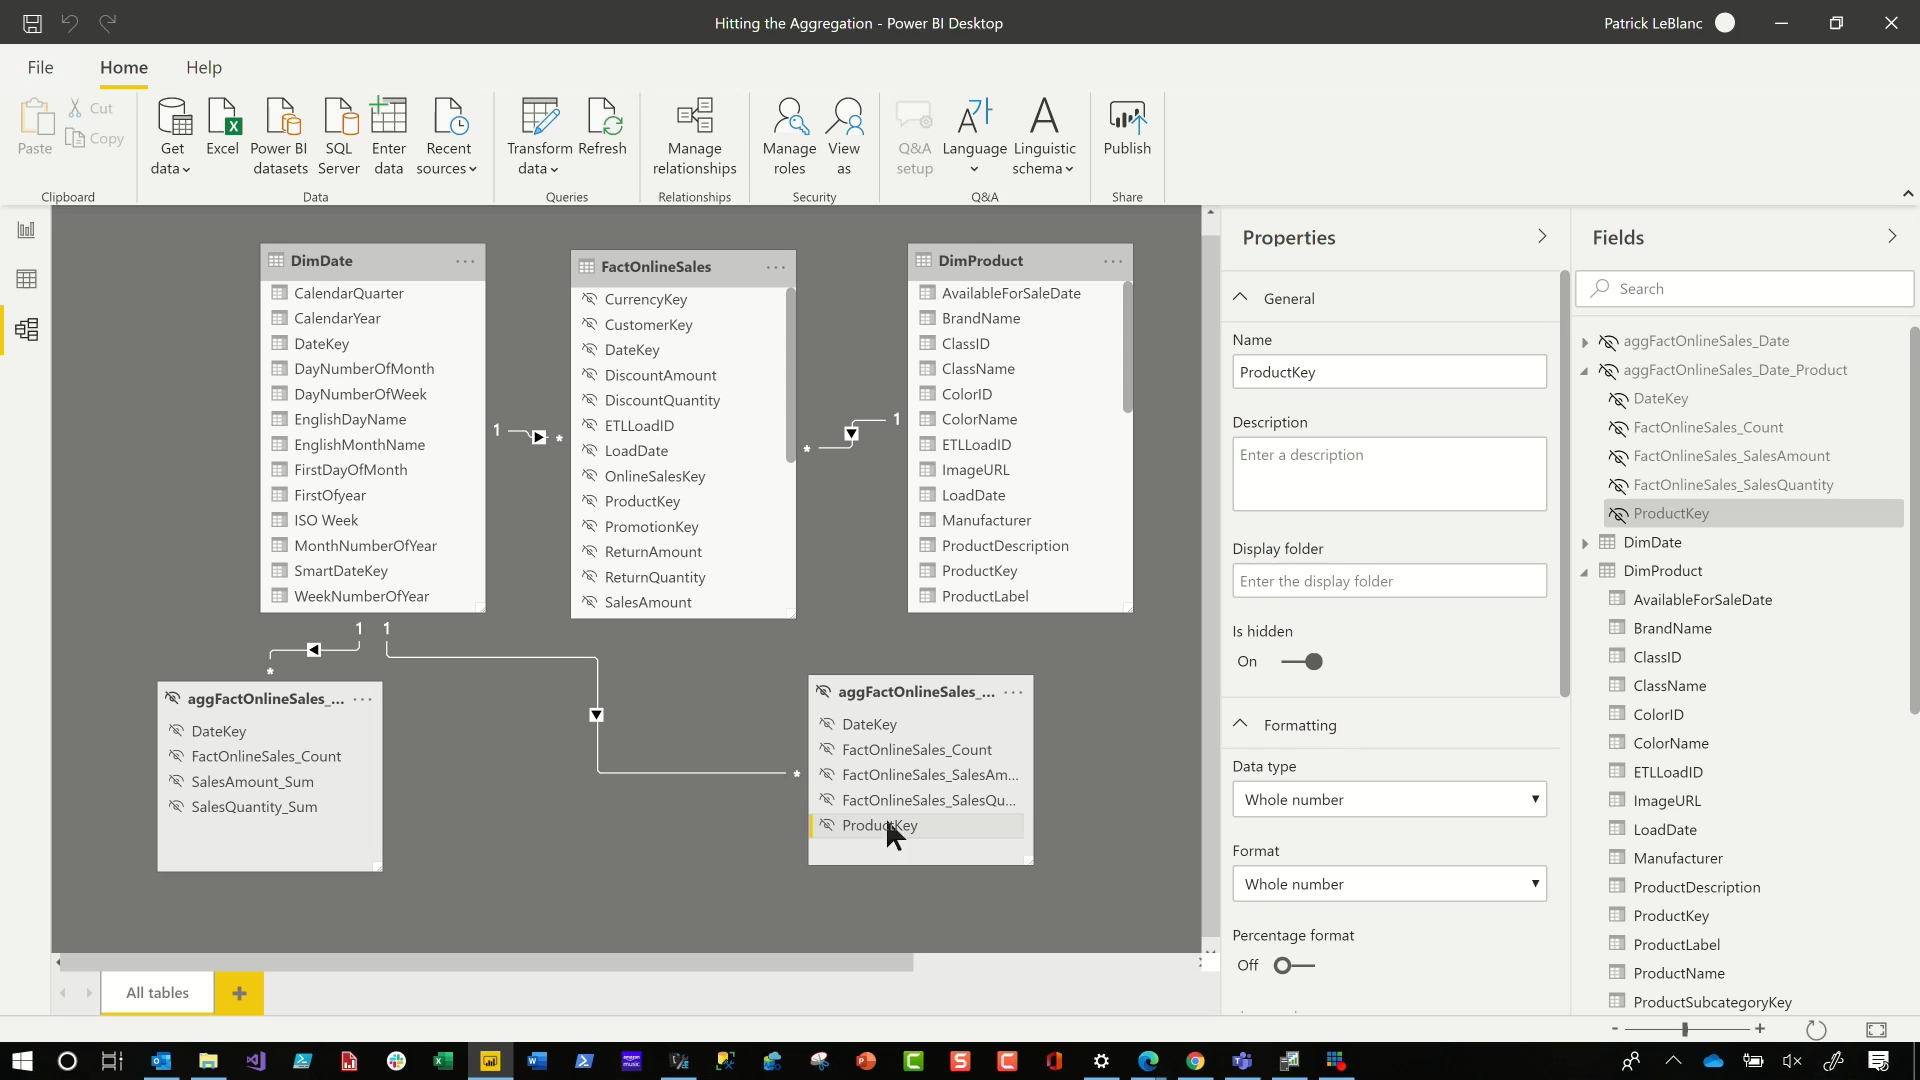 Hitting the Aggregation - Power BI Desktop
Patrick LeBlanc
File
Home
Help
Paste
Cut
Copy
Clipboard
Get
data
Excel
Power BI
datasets
SQL
Server
Enter
data
Recent
sources
Data
Transform
data
Refresh
Queries
Manage
relationships
Relationships
Manage
roles
View
as
Security
Q&A
setup
Language
Linguistic
schema
Q&A
Publish
Share
DimDate
CalendarQuarter
CalendarYear
DateKey
DayNumberOfMonth
DayNumberOfWeek
EnglishDayName
EnglishMonthName
FirstDayOfMonth
FirstOfyear
ISO Week
MonthNumberOfYear
SmartDateKey
WeekNumberOfYear
1
*
FactOnlineSales
CurrencyKey
CustomerKey
DateKey
DiscountAmount
DiscountQuantity
ETLLoadID
LoadDate
OnlineSalesKey
ProductKey
PromotionKey
ReturnAmount
ReturnQuantity
SalesAmount
*
1
DimProduct
AvailableForSaleDate
BrandName
ClassID
ClassName
ColorID
ColorName
ETLLoadID
ImageURL
LoadDate
Manufacturer
ProductDescription
ProductKey
ProductLabel
1 1
*
*
aggFactOnlineSales_...
DateKey
FactOnlineSales_Count
SalesAmount_Sum
SalesQuantity_Sum
aggFactOnlineSales_...
DateKey
FactOnlineSales_Count
FactOnlineSales_SalesAm...
FactOnlineSales_SalesQu...
ProductKey
All tables
+
Properties
General
Name
ProductKey
Description
Enter a description
Display folder
Enter the display folder
Is hidden
On
Formatting
Data type
Whole number
Format
Whole number
Percentage format
Off
Fields
Search
aggFactOnlineSales_Date
aggFactOnlineSales_Date_Product
DateKey
FactOnlineSales_Count
FactOnlineSales_SalesAmount
FactOnlineSales_SalesQuantity
ProductKey
DimDate
DimProduct
AvailableForSaleDate
BrandName
ClassID
ClassName
ColorID
ColorName
ETLLoadID
ImageURL
LoadDate
Manufacturer
ProductDescription
ProductKey
ProductLabel
ProductName
ProductSubcategoryKey
- +